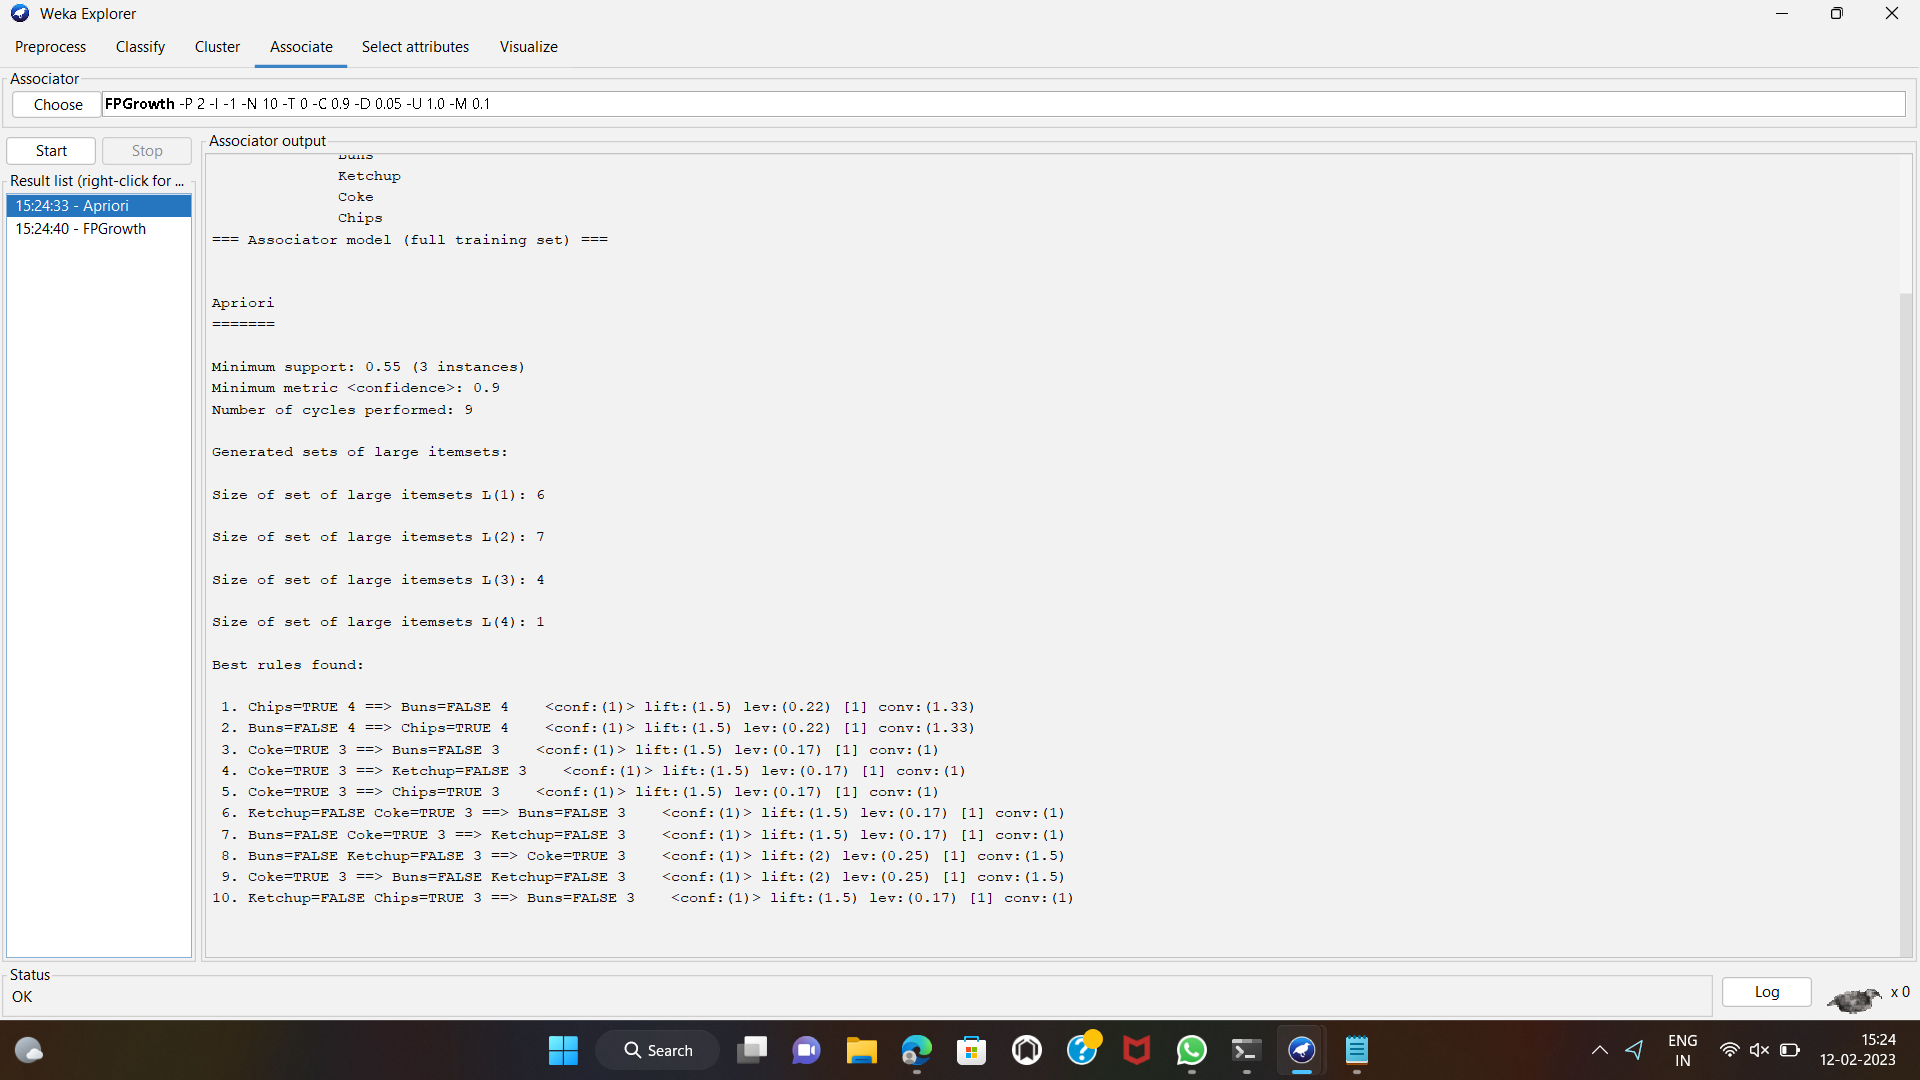 Weka Explorer
Preprocess Classify Cluster Associate Select attributes Visualize
Associator
Choose FPGrowth -P 2 -I -1 -N 10 -T 0 -C 0.9 -D 0.05 -U 1.0 -M 0.1
Start Stop
Associator output
Result list (right-click for ...
15:24:33 - Apriori
15:24:40 - FPGrowth
Buns
Ketchup
Coke
Chips
=== Associator model (full training set) ===
Apriori
=======
Minimum support: 0.55 (3 instances)
Minimum metric <confidence>: 0.9
Number of cycles performed: 9
Generated sets of large itemsets:
Size of set of large itemsets L(1): 6
Size of set of large itemsets L(2): 7
Size of set of large itemsets L(3): 4
Size of set of large itemsets L(4): 1
Best rules found:
1. Chips=TRUE 4 ==> Buns=FALSE 4 <conf:(1)> lift:(1.5) lev:(0.22) [1] conv:(1.33)
2. Buns=FALSE 4 ==> Chips=TRUE 4 <conf:(1)> lift:(1.5) lev:(0.22) [1] conv:(1.33)
3. Coke=TRUE 3 ==> Buns=FALSE 3 <conf:(1)> lift:(1.5) lev:(0.17) [1] conv:(1)
4. Coke=TRUE 3 ==> Ketchup=FALSE 3 <conf:(1)> lift:(1.5) lev:(0.17) [1] conv:(1)
5. Coke=TRUE 3 ==> Chips=TRUE 3 <conf:(1)> lift:(1.5) lev:(0.17) [1] conv:(1)
6. Ketchup=FALSE Coke=TRUE 3 ==> Buns=FALSE 3 <conf:(1)> lift:(1.5) lev:(0.17) [1] conv:(1)
7. Buns=FALSE Coke=TRUE 3 ==> Ketchup=FALSE 3 <conf:(1)> lift:(1.5) lev:(0.17) [1] conv:(1)
8. Buns=FALSE Ketchup=FALSE 3 ==> Coke=TRUE 3 <conf:(1)> lift:(2) lev:(0.25) [1] conv:(1.5)
9. Coke=TRUE 3 ==> Buns=FALSE Ketchup=FALSE 3 <conf:(1)> lift:(2) lev:(0.25) [1] conv:(1.5)
10. Ketchup=FALSE Chips=TRUE 3 ==> Buns=FALSE 3 <conf:(1)> lift:(1.5) lev:(0.17) [1] conv:(1)
Status
OK
Log
x 0
Search
ENG
IN
15:24
12-02-2023